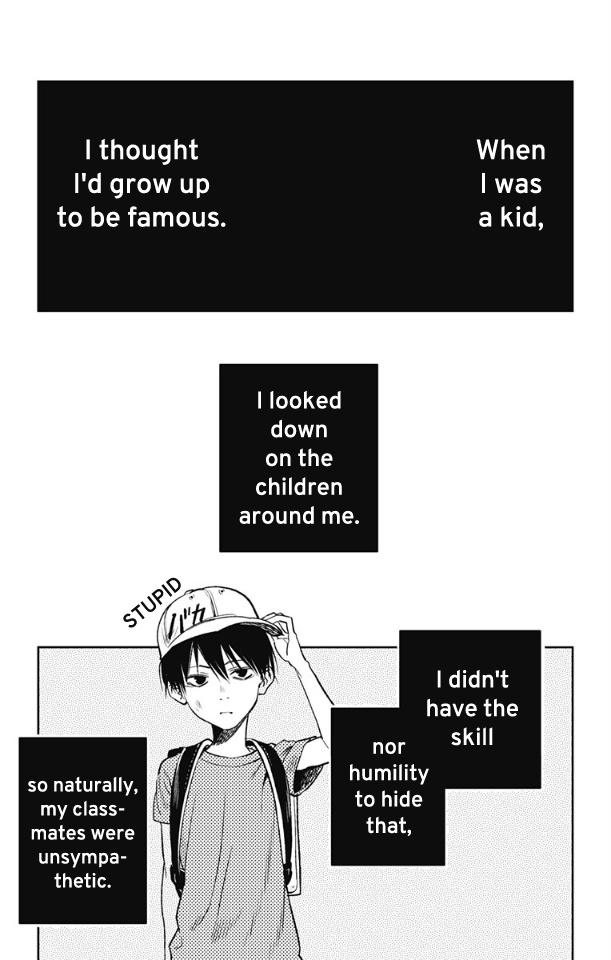 When
I was
a kid,
I thought
I'd grow up
to be famous.
I looked
down
on the
children
around me.
STUPID
バカ
I didn't
have the
skill
nor
humility
to hide
that,
so naturally,
my class-
mates were
unsympa-
thetic.